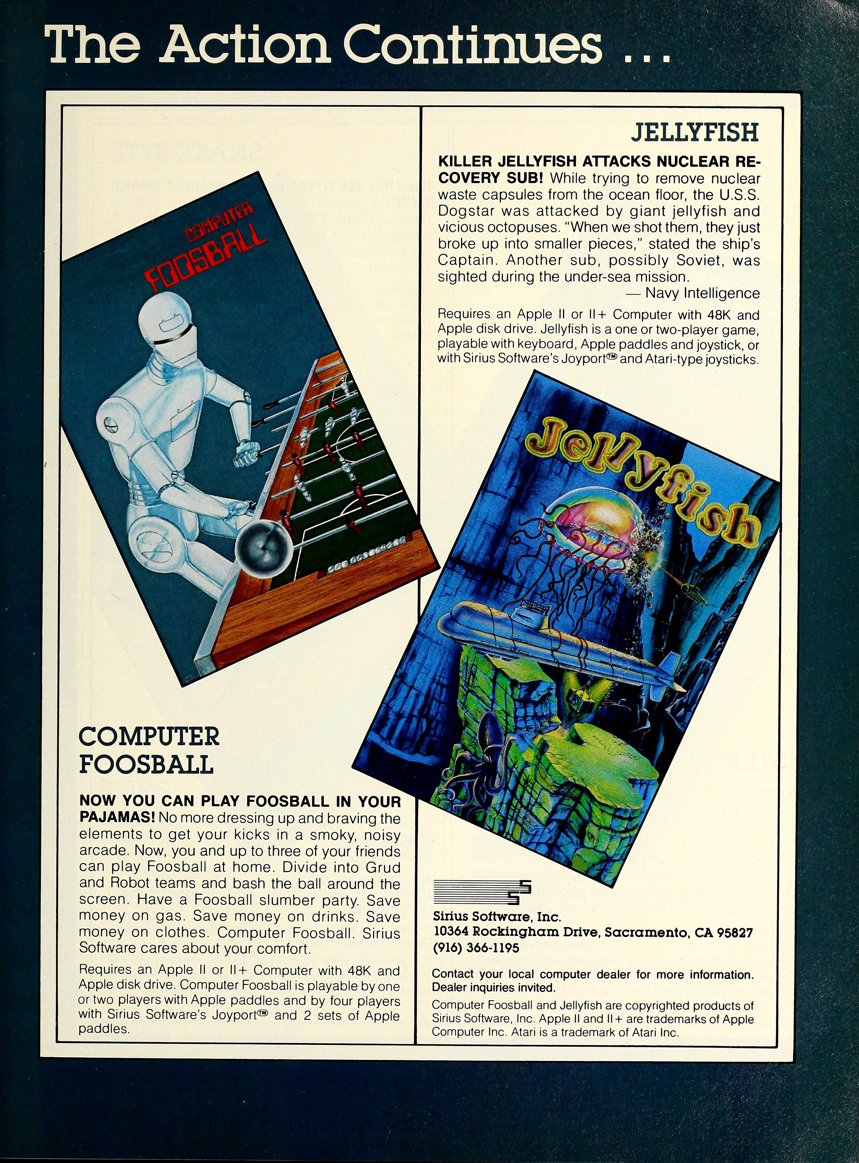 The Action Continues ...
COMPUTER
FOOSBALL
COMPUTER
FOOSBALL
NOW YOU CAN PLAY FOOSBALL IN YOUR
PAJAMAS! No more dressing up and braving the
elements to get your kicks in a smoky, noisy
arcade. Now, you and up to three of your friends
can play Foosball at home. Divide into Grud
and Robot teams and bash the ball around the
screen. Have a Foosball slumber party. Save
money on gas. Save money on drinks. Save
money on clothes. Computer Foosball. Sirius
Software cares about your comfort.
Requires an Apple II or II+ Computer with 48K and
Apple disk drive. Computer Foosball is playable by one
or two players with Apple paddles and by four players
with Sirius Software's Joyport™ and 2 sets of Apple
paddles.
JELLYFISH
KILLER JELLYFISH ATTACKS NUCLEAR RE-
COVERY SUB! While trying to remove nuclear
waste capsules from the ocean floor, the U.S.S.
Dogstar was attacked by giant jellyfish and
vicious octopuses. “When we shot them, they just
broke up into smaller pieces,” stated the ship's
Captain. Another sub, possibly Soviet, was
sighted during the under-sea mission.
— Navy Intelligence
Requires an Apple II or II+ Computer with 48K and
Apple disk drive. Jellyfish is a one or two-player game,
playable with keyboard, Apple paddles and joystick, or
with Sirius Software's Joyport™ and Atari-type joysticks.
Jellyfish
Sirius Software, Inc.
10364 Rockingham Drive, Sacramento, CA 95827
(916) 366-1195
Contact your local computer dealer for more information.
Dealer inquiries invited.
Computer Foosball and Jellyfish are copyrighted products of
Sirius Software, Inc. Apple II and II+ are trademarks of Apple
Computer Inc. Atari is a trademark of Atari Inc.